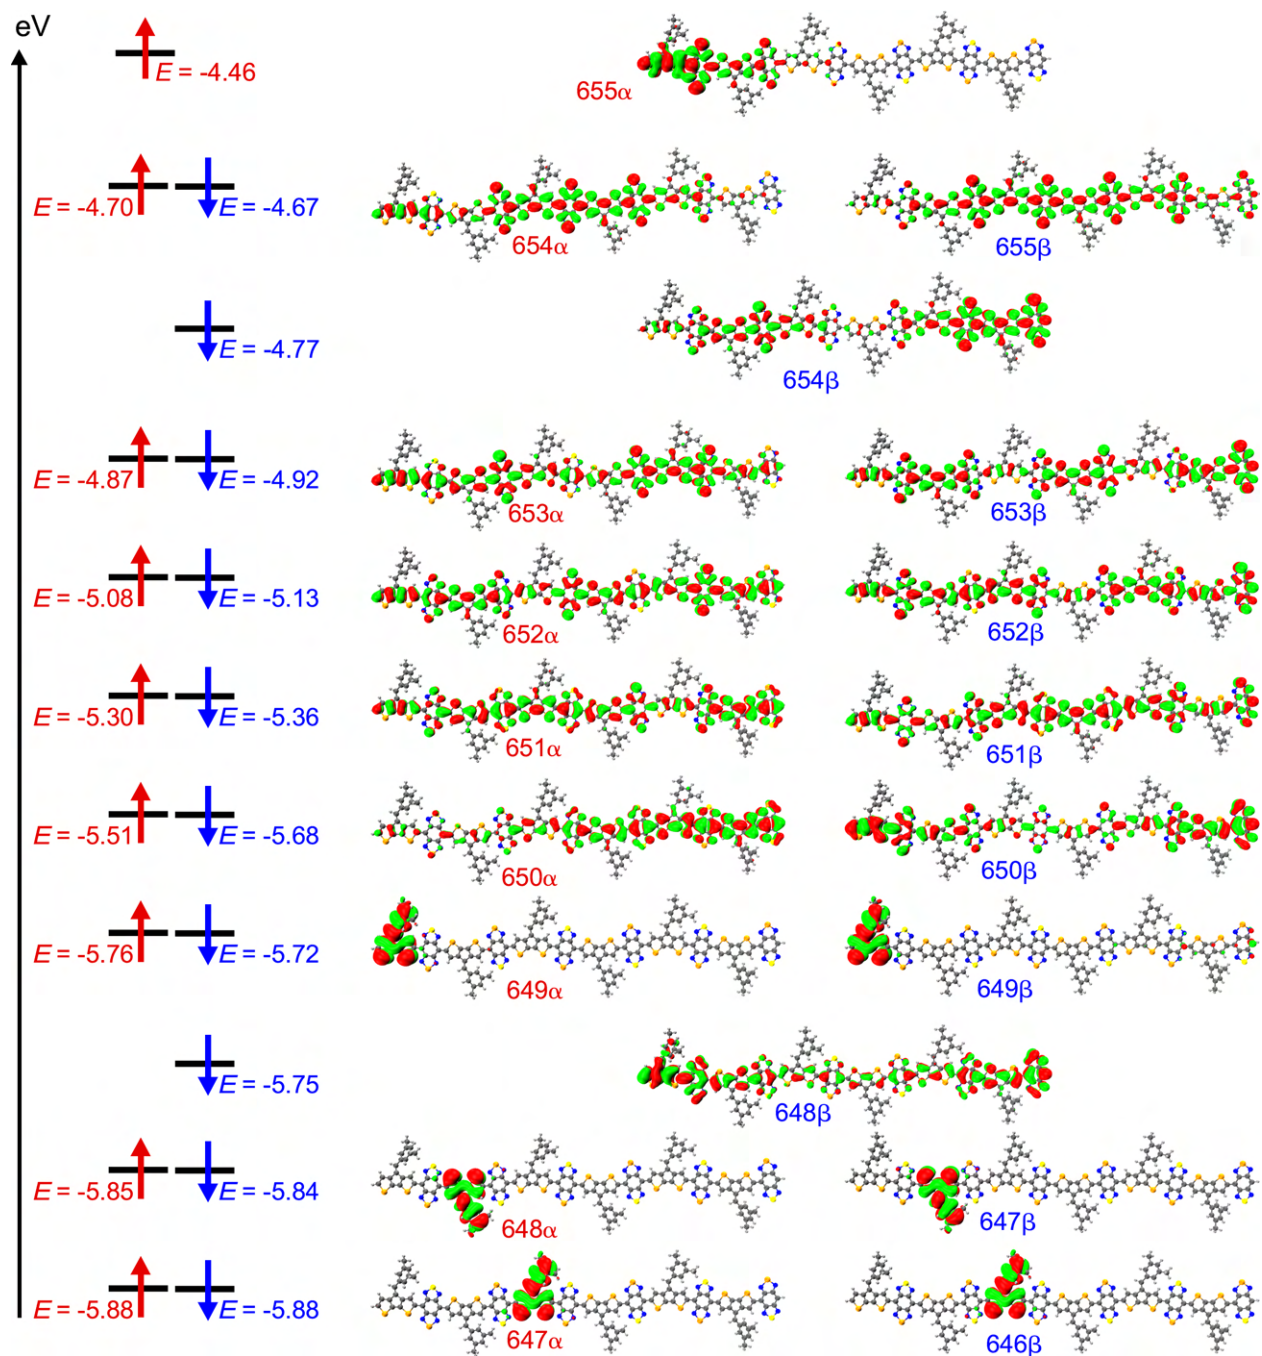 eV
E = -4.46
655α
E = -4.70
E = -4.67
654α
655β
E = -4.77
654β
E = -4.87
E = -4.92
653α
653β
E = -5.08
E = -5.13
652α
652β
E = -5.30
E = -5.36
651α
651β
E = -5.51
E = -5.68
650α
650β
E = -5.76
E = -5.72
649α
649β
E = -5.75
648β
E = -5.85
E = -5.84
648α
647β
E = -5.88
E = -5.88
647α
646β